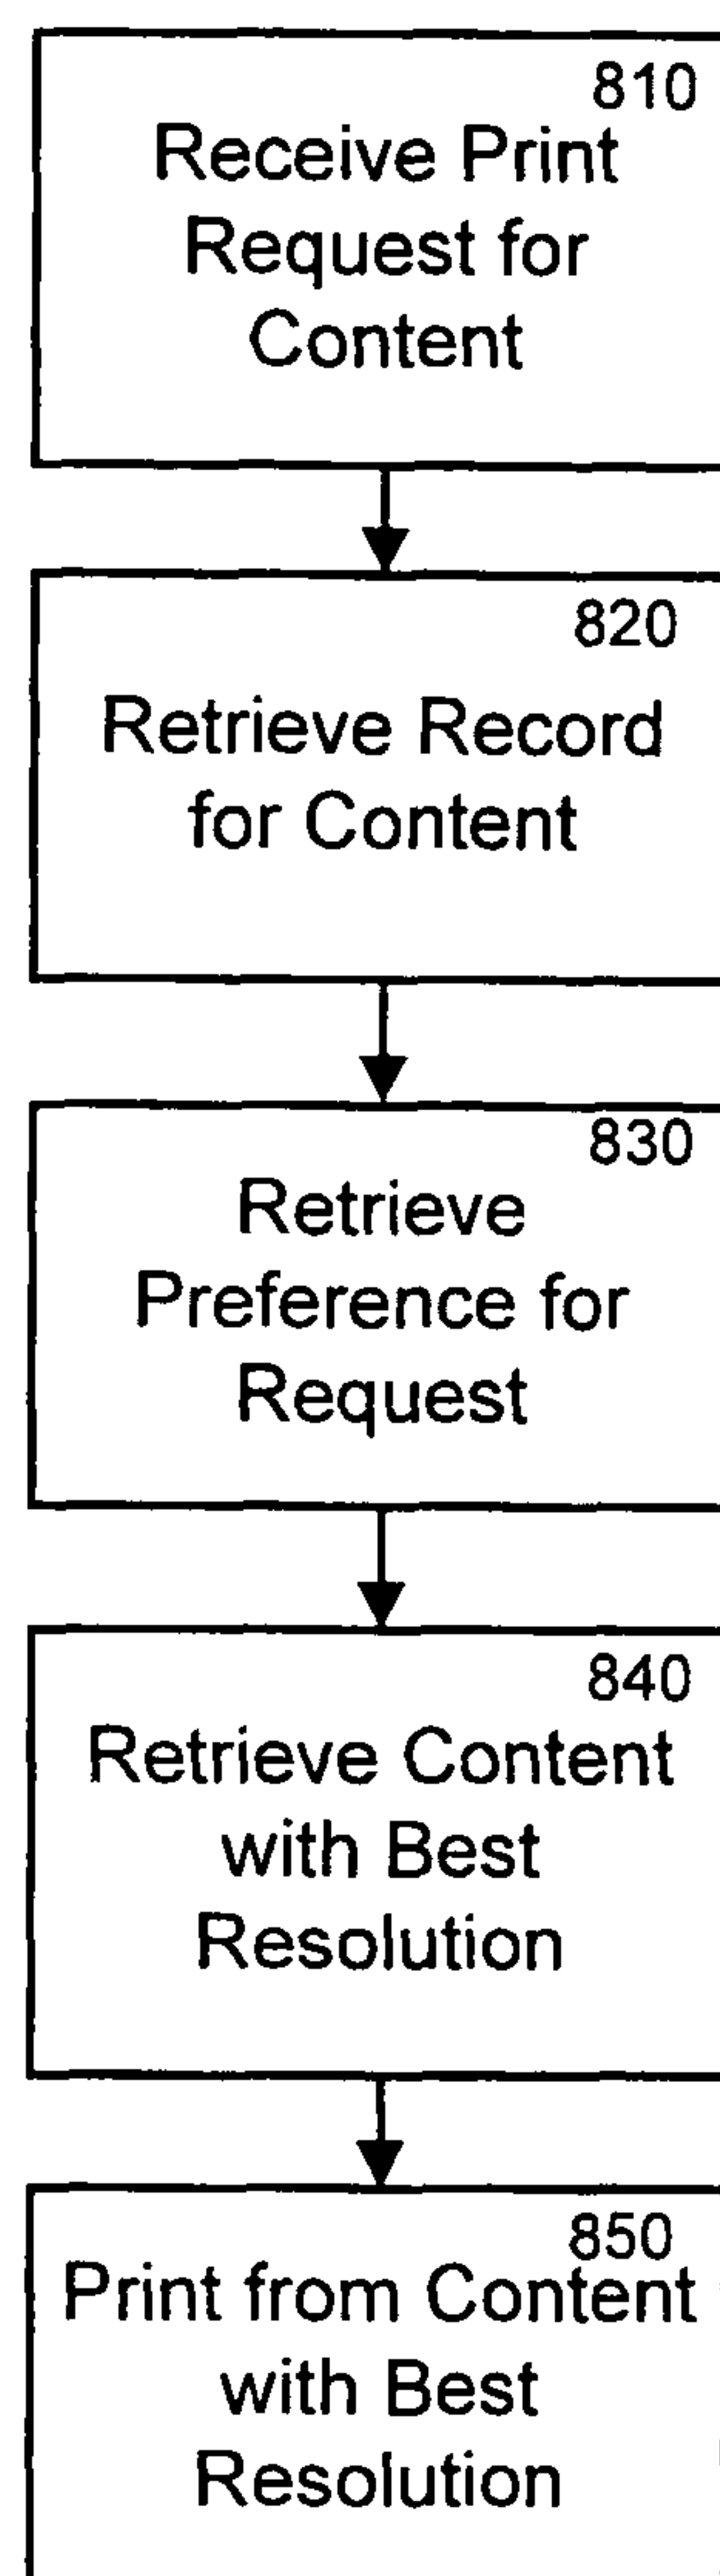 810
Receive Print
Request for
Content
820
Retrieve Record
for Content
830
Retrieve
Preference for
Request
840
Retrieve Content
with Best
Resolution
850
Print from Content
with Best
Resolution